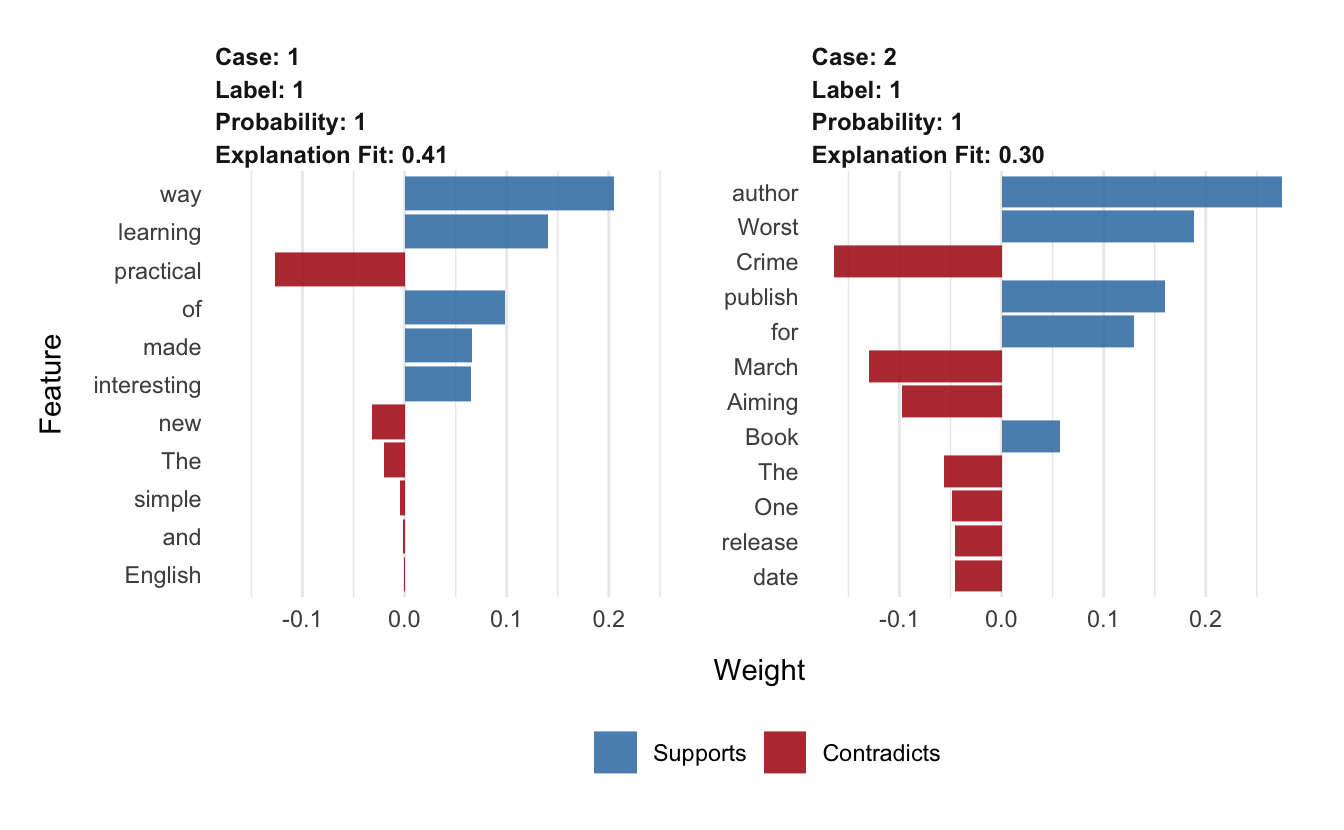 Case: 1
Label: 1
Probability: 1
Explanation Fit: 0.41
Case: 2
Label: 1
Probability: 1
Explanation Fit: 0.30
Feature
way
learning
practical
of
made
interesting
new
The
simple
and
English
-0.1 0.0 0.1 0.2
author
Worst
Crime
publish
for
March
Aiming
Book
The
One
release
date
-0.1 0.0 0.1 0.2
Weight
Supports Contradicts